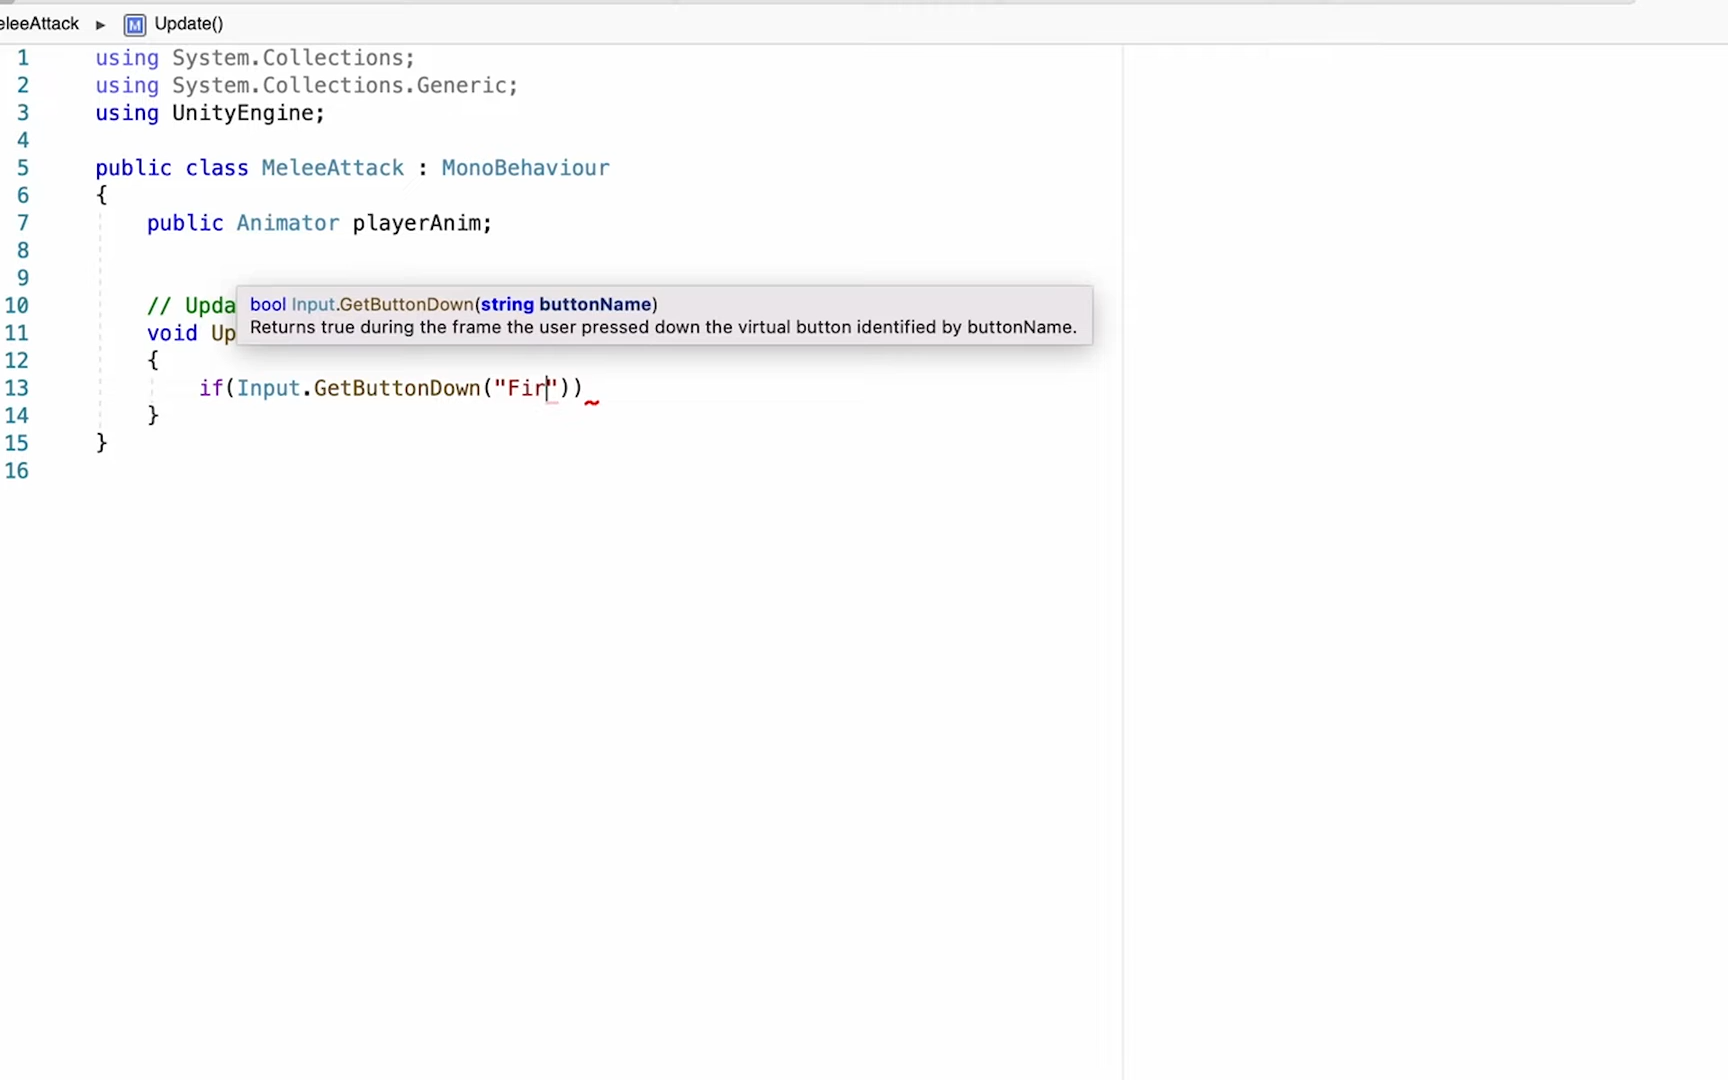 eleeAttack ▸ M Update()
1 using System.Collections;
2 using System.Collections.Generic;
3 using UnityEngine;
4
5 public class MeleeAttack : MonoBehaviour
6 {
7 public Animator playerAnim;
8
9
10 // Upda
bool Input.GetButtonDown(string buttonName)
Returns true during the frame the user pressed down the virtual button identified by buttonName.
11 void Up
12 {
13 if(Input.GetButtonDown("Fir"))
14 }
15 }
16